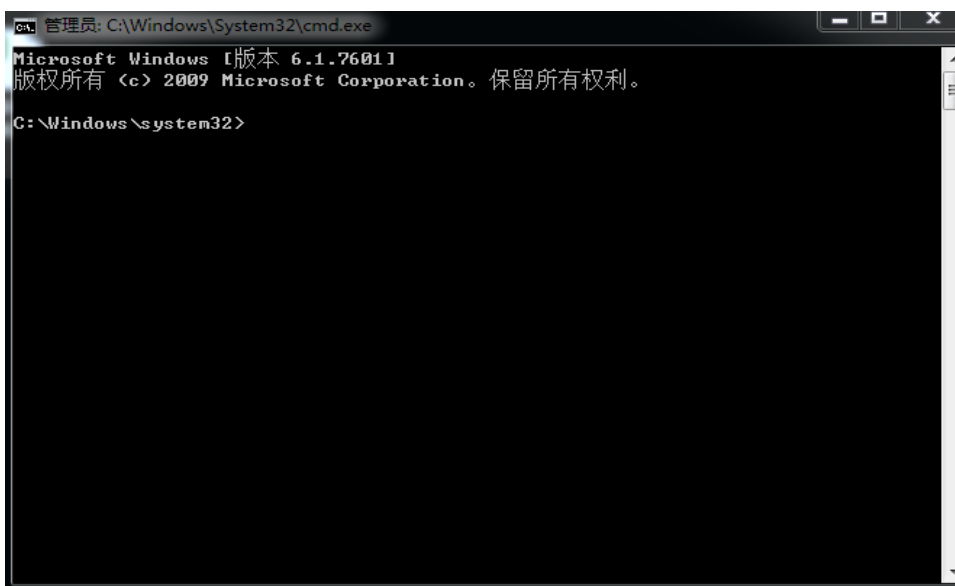 管理员: C:\Windows\System32\cmd.exe
Microsoft Windows [版本 6.1.7601]
版权所有 (c) 2009 Microsoft Corporation。保留所有权利。
C:\Windows\system32>